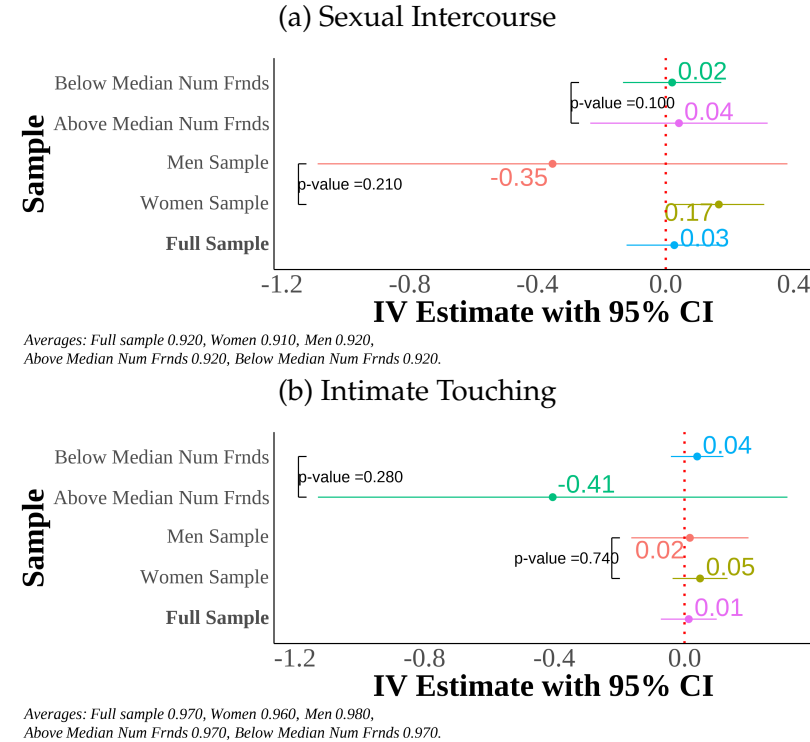 (a) Sexual Intercourse
Below Median Num Frnds
0.02
p-value =0.100
Above Median Num Frnds
0.04
Men Sample
-0.35
p-value =0.210
Women Sample
0.17
Full Sample
0.03
Sample
-1.2 -0.8 -0.4 0.0 0.4
IV Estimate with 95% CI
Averages: Full sample 0.920, Women 0.910, Men 0.920,
Above Median Num Frnds 0.920, Below Median Num Frnds 0.920.
(b) Intimate Touching
Below Median Num Frnds
0.04
p-value =0.280
Above Median Num Frnds
-0.41
Men Sample
0.02
p-value =0.740
Women Sample
0.05
Full Sample
0.01
Sample
-1.2 -0.8 -0.4 0.0
IV Estimate with 95% CI
Averages: Full sample 0.970, Women 0.960, Men 0.980,
Above Median Num Frnds 0.970, Below Median Num Frnds 0.970.